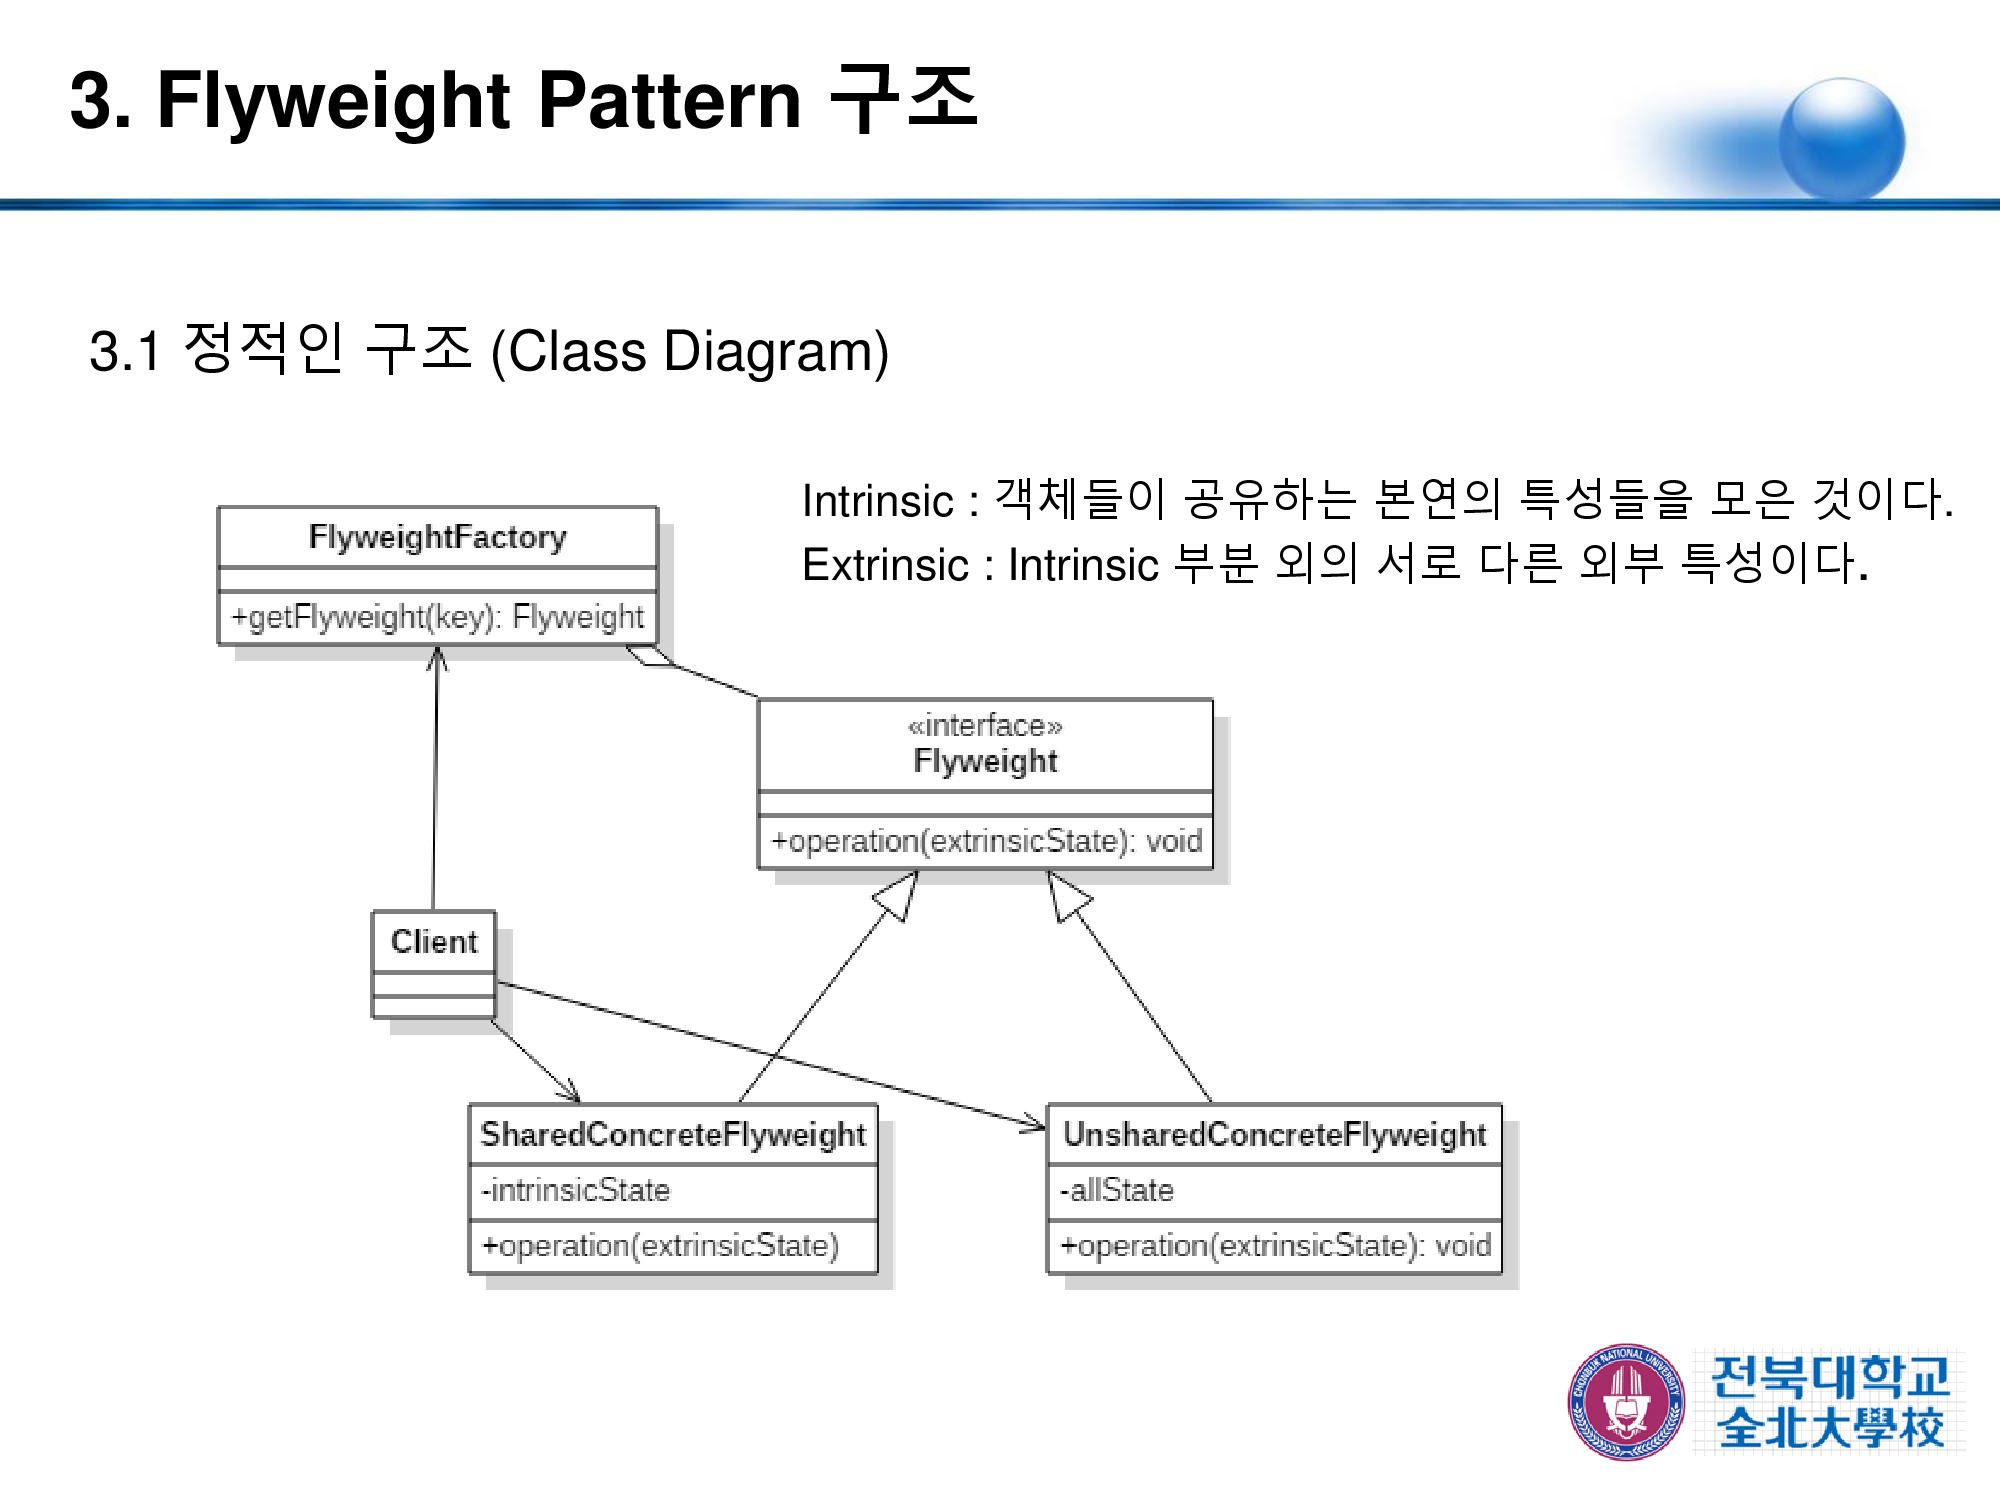 3. Flyweight Pattern 구조
3.1 정적인 구조 (Class Diagram)
Intrinsic : 객체들이 공유하는 본연의 특성들을 모은 것이다.
Extrinsic : Intrinsic 부분 외의 서로 다른 외부 특성이다.
FlyweightFactory
+getFlyweight(key): Flyweight
«interface»
Flyweight
+operation(extrinsicState): void
Client
SharedConcreteFlyweight
-intrinsicState
+operation(extrinsicState)
UnsharedConcreteFlyweight
-allState
+operation(extrinsicState): void
CHONBUK NATIONAL UNIVERSITY
전북대학교
全北大學校